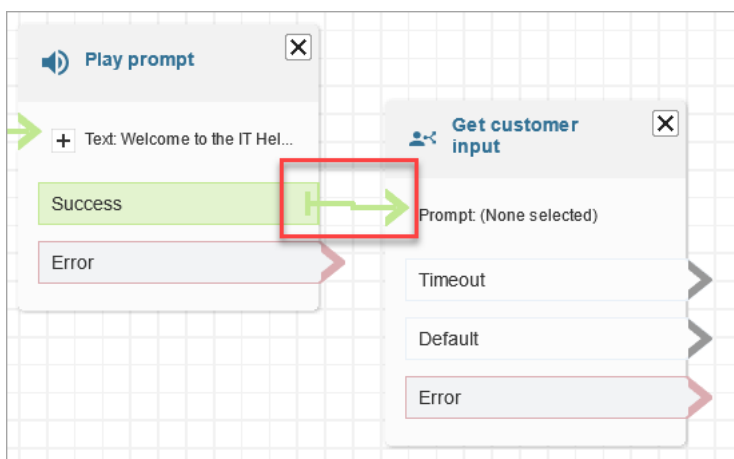 Play prompt
Text: Welcome to the IT Hel...
Success
Error
Get customer
input
Prompt: (None selected)
Timeout
Default
Error